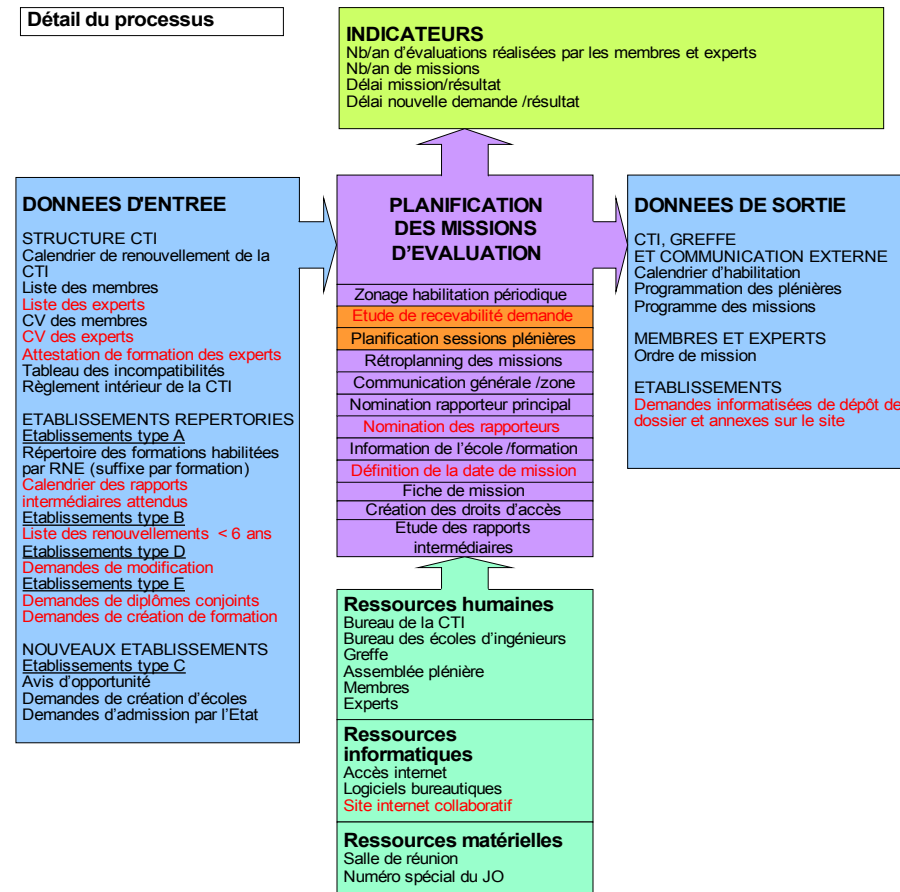 Détail du processus
INDICATEURS
Nb/an d'évaluations réalisées par les membres et experts
Nb/an de missions
Délai mission/résultat
Délai nouvelle demande /résultat
DONNEES D'ENTREE
STRUCTURE CTI
Calendrier de renouvellement de la
CTI
Liste des membres
Liste des experts
CV des membres
CV des experts
Attestation de formation des experts
Tableau des incompatibilités
Règlement intérieur de la CTI
ETABLISSEMENTS REPERTORIES
Etablissements type A
Répertoire des formations habilitées
par RNE (suffixe par formation)
Calendrier des rapports
intermédiaires attendus
Etablissements type B
Liste des renouvellements < 6 ans
Etablissements type D
Demandes de modification
Etablissements type E
Demandes de diplômes conjoints
Demandes de création de formation
NOUVEAUX ETABLISSEMENTS
Etablissements type C
Avis d'opportunité
Demandes de création d'écoles
Demandes d'admission par l'Etat
PLANIFICATION
DES MISSIONS
D'EVALUATION
Zonage habilitation périodique
Etude de recevabilité demande
Planification sessions plénières
Rétroplanning des missions
Communication générale /zone
Nomination rapporteur principal
Nomination des rapporteurs
Information de l'école /formation
Définition de la date de mission
Fiche de mission
Création des droits d'accès
Etude des rapports
intermédiaires
DONNEES DE SORTIE
CTI, GREFFE
ET COMMUNICATION EXTERNE
Calendrier d'habilitation
Programmation des plénières
Programme des missions
MEMBRES ET EXPERTS
Ordre de mission
ETABLISSEMENTS
Demandes informatisées de dépôt de
dossier et annexes sur le site
Ressources humaines
Bureau de la CTI
Bureau des écoles d'ingénieurs
Greffe
Assemblée plénière
Membres
Experts
Ressources
informatiques
Accès internet
Logiciels bureautiques
Site internet collaboratif
Ressources matérielles
Salle de réunion
Numéro spécial du JO